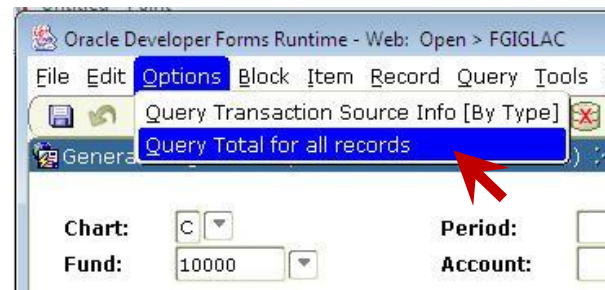 Oracle Developer Forms Runtime - Web: Open > FGIGLAC
File Edit Options Block Item Record Query Tools
Query Transaction Source Info [By Type]
Query Total for all records
Genera
Chart: C Period:
Fund: 10000 Account: